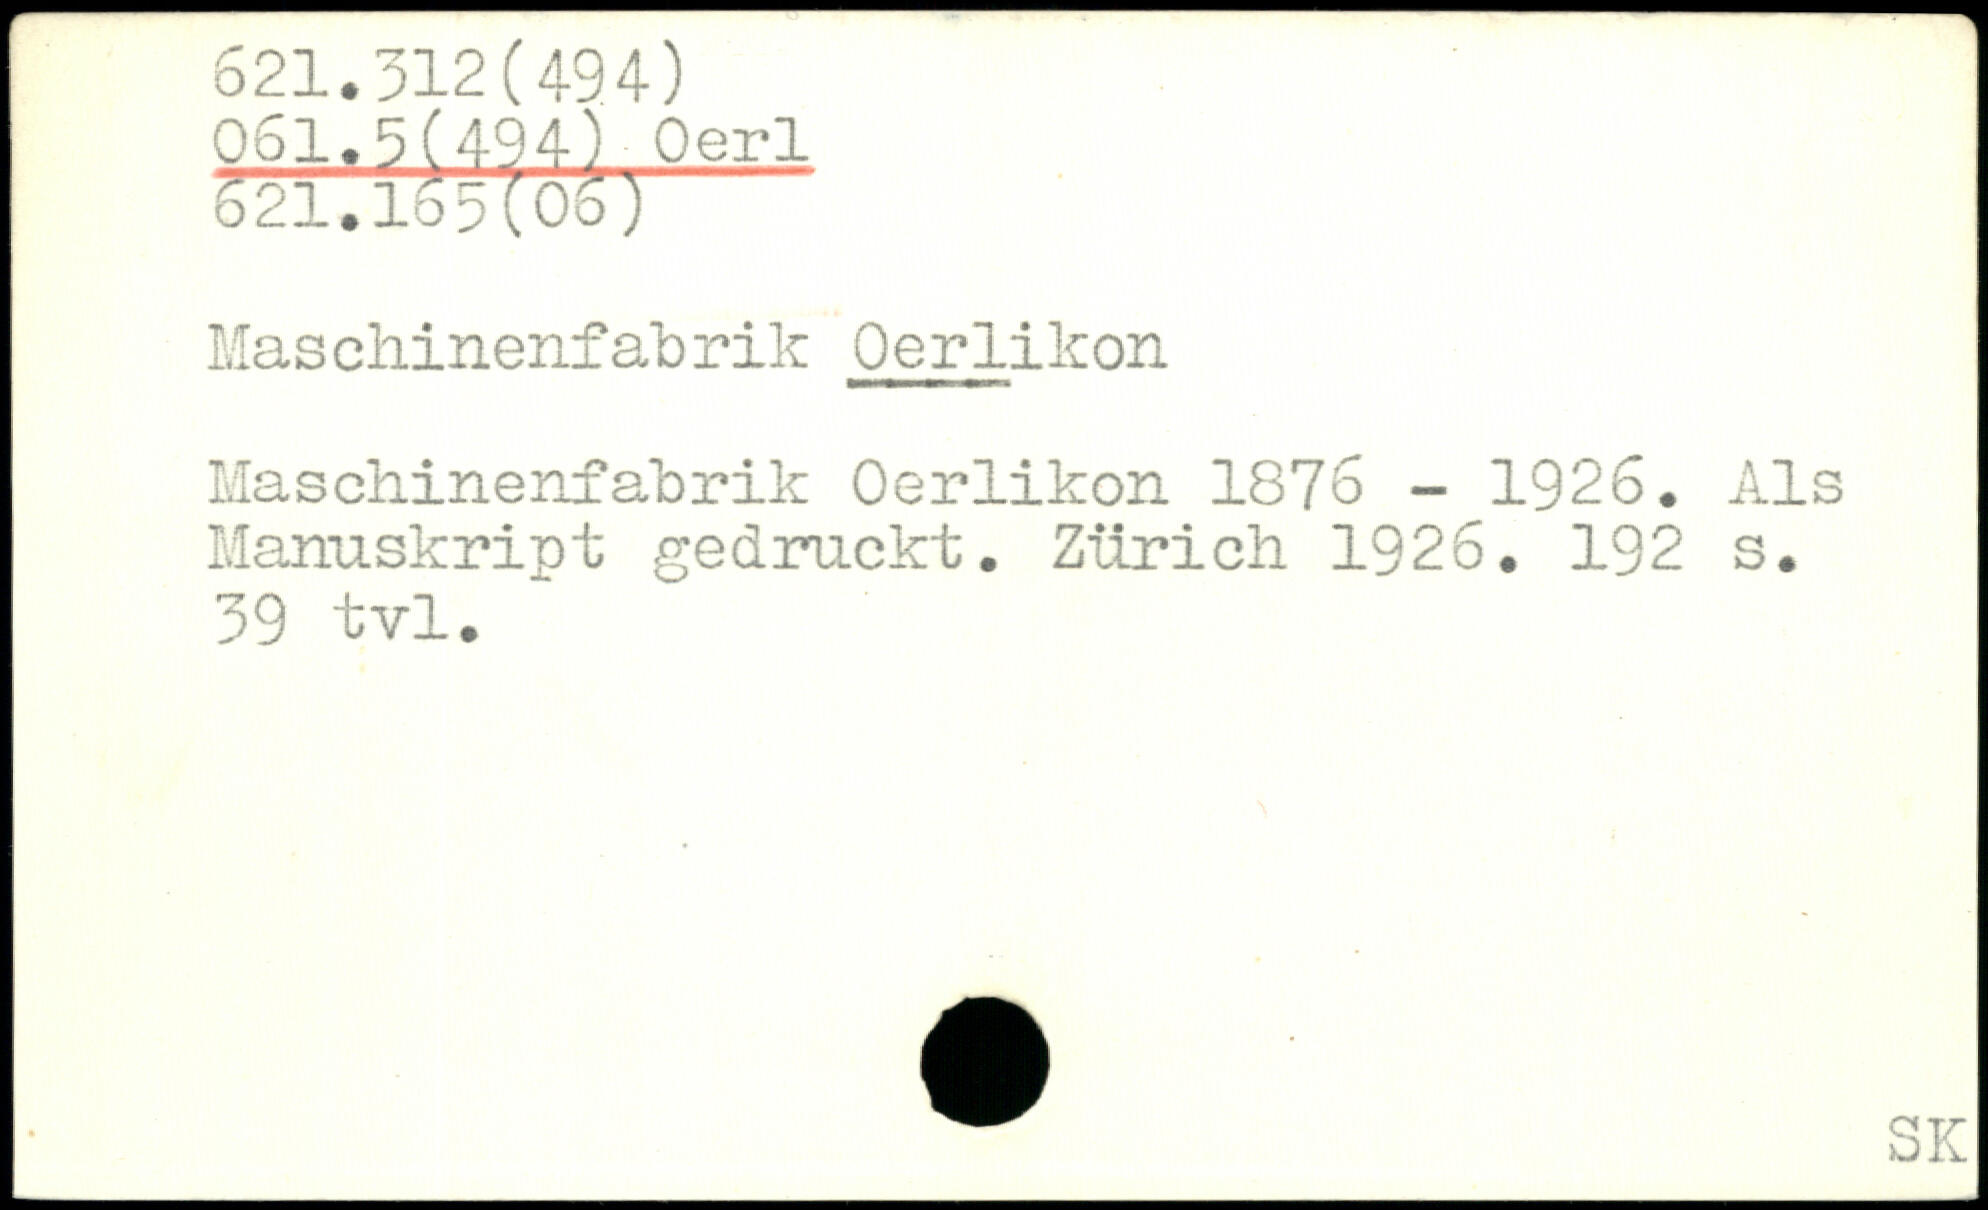 621.312(494)
061.5(494) Oerl
621.165(06)
Maschinenfabrik Oerlikon
Maschinenfabrik Oerlikon 1876 - 1926. Als
Manuskript gedruckt. Zürich 1926. 192 s.
39 tvl.
SK